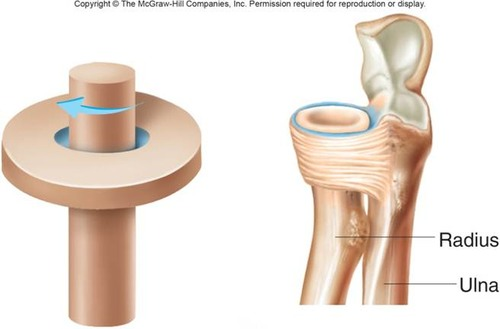 Copyright © The McGraw-Hill Companies, Inc. Permission required for reproduction or display.
Radius
Ulna